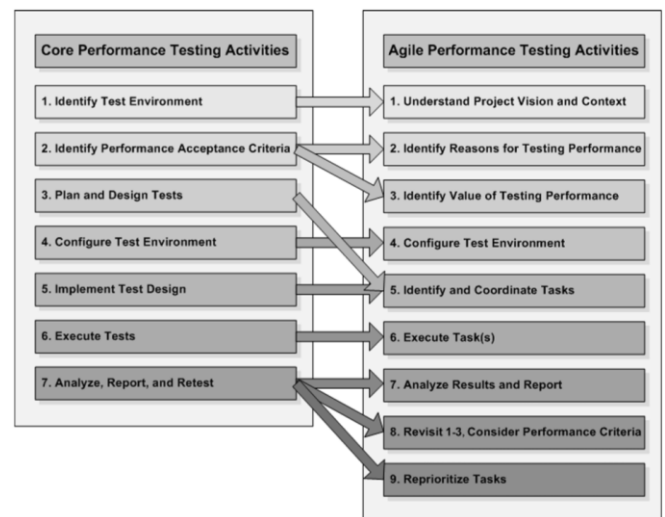 Core Performance Testing Activities
1. Identify Test Environment
2. Identify Performance Acceptance Criteria
3. Plan and Design Tests
4. Configure Test Environment
5. Implement Test Design
6. Execute Tests
7. Analyze, Report, and Retest
Agile Performance Testing Activities
1. Understand Project Vision and Context
2. Identify Reasons for Testing Performance
3. Identify Value of Testing Performance
4. Configure Test Environment
5. Identify and Coordinate Tasks
6. Execute Task(s)
7. Analyze Results and Report
8. Revisit 1-3, Consider Performance Criteria
9. Reprioritize Tasks